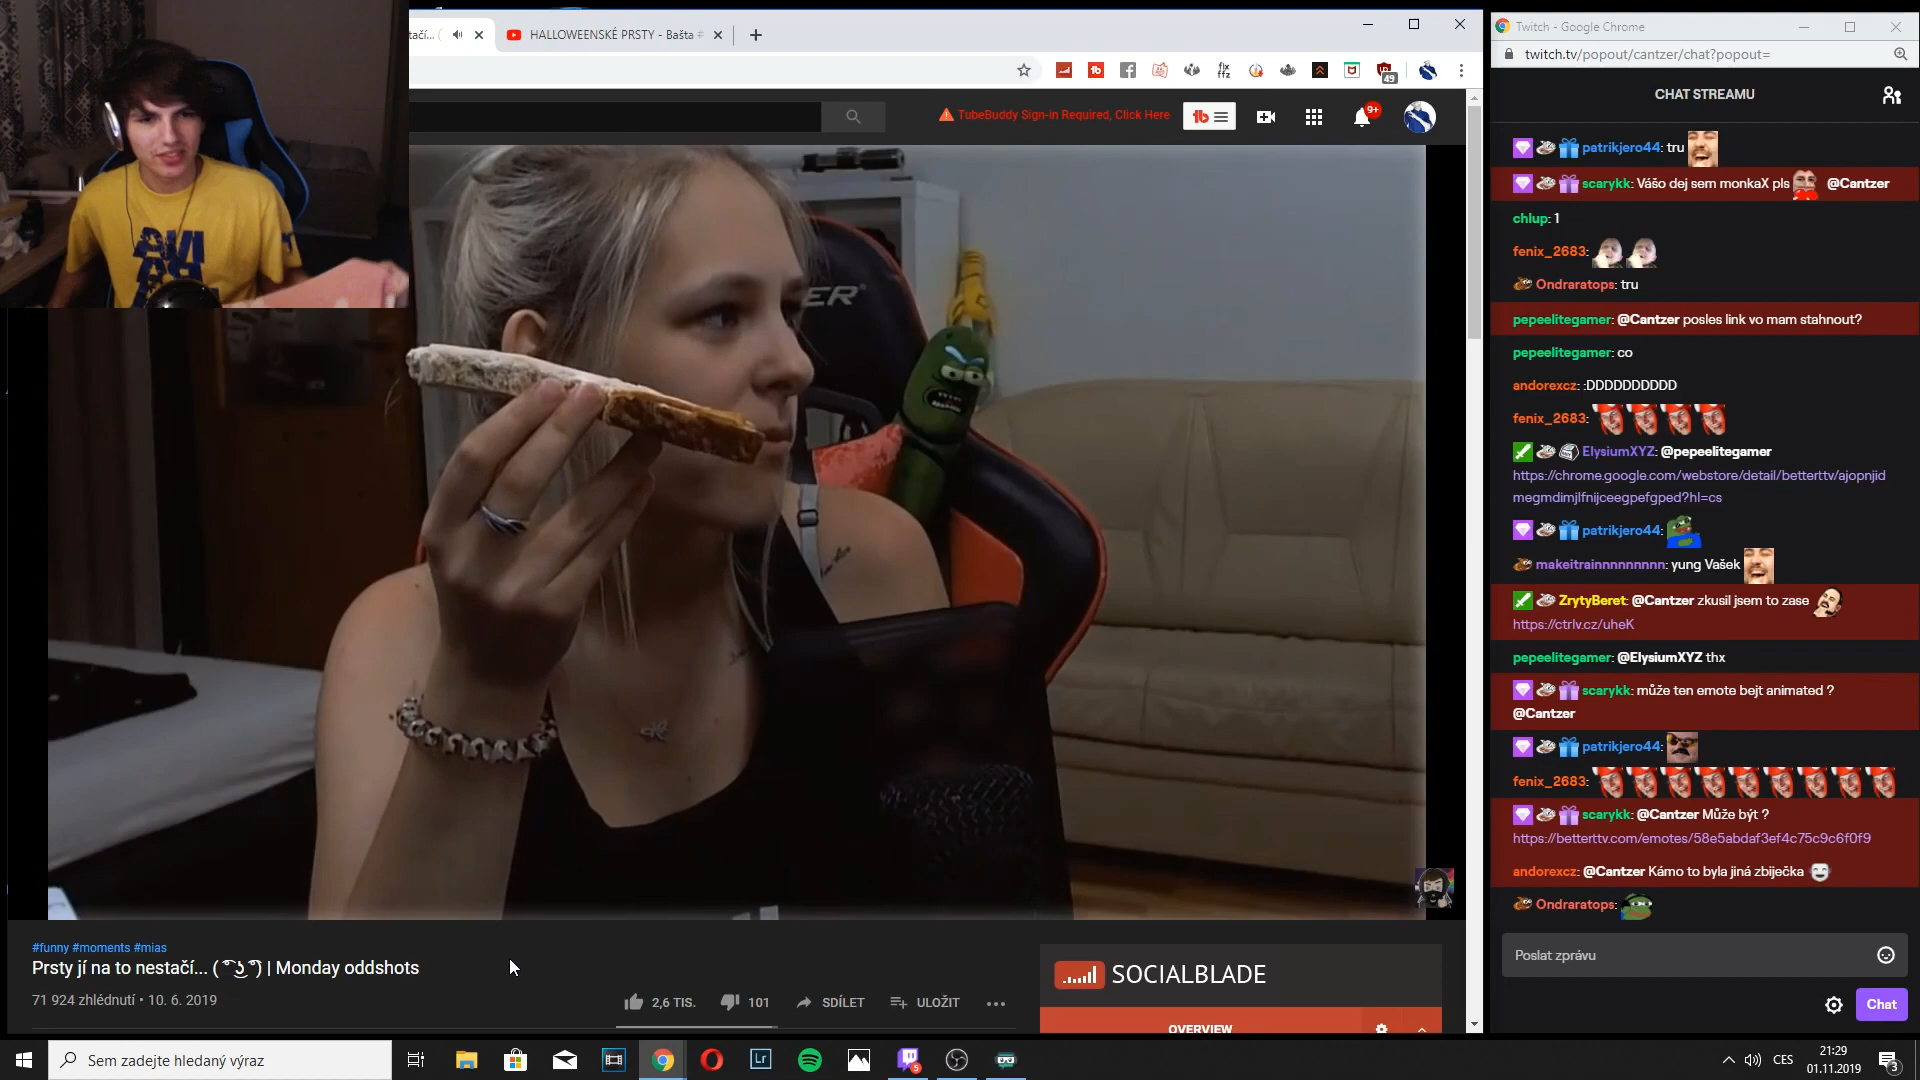 tačí... (
HALLOWEENSKÉ PRSTY - Bašta #
Twitch - Google Chrome
twitch.tv/popout/cantzer/chat?popout=
49
TubeBuddy Sign-in Required, Click Here
9+
CHAT STREAMU
patrikjero44: tru
scarykk: Vášo dej sem monkaX pls @Cantzer
chlup: 1
fenix_2683:
Ondraratops: tru
pepeelitegamer: @Cantzer posles link vo mam stahnout?
pepeelitegamer: co
andorexcz: :DDDDDDDDDD
fenix_2683:
ElysiumXYZ: @pepeelitegamer
https://chrome.google.com/webstore/detail/betterttv/ajopnjid
megmdimjlfnijceegpefgped?hl=cs
patrikjero44:
makeitrainnnnnnnnn: yung Vašek
ZrytyBeret: @Cantzer zkusil jsem to zase
https://ctrlv.cz/uheK
pepeelitegamer: @ElysiumXYZ thx
scarykk: může ten emote bejt animated ?
@Cantzer
patrikjero44:
fenix_2683:
scarykk: @Cantzer Může být ?
https://betterttv.com/emotes/58e5abdaf3ef4c75c9c6f0f9
andorexcz: @Cantzer Kámo to byla jiná zbiječka
Ondraratops:
Poslat zprávu
Chat
#funny #moments #mias
Prsty jí na to nestačí... ( ͡° ͜ʖ ͡°) | Monday oddshots
71 924 zhlédnutí • 10. 6. 2019
2,6 TIS. 101 SDÍLET ULOŽIT
SOCIALBLADE
OVERVIEW
Sem zadejte hledaný výraz
Lr
5
CES
21:29
01.11.2019
3